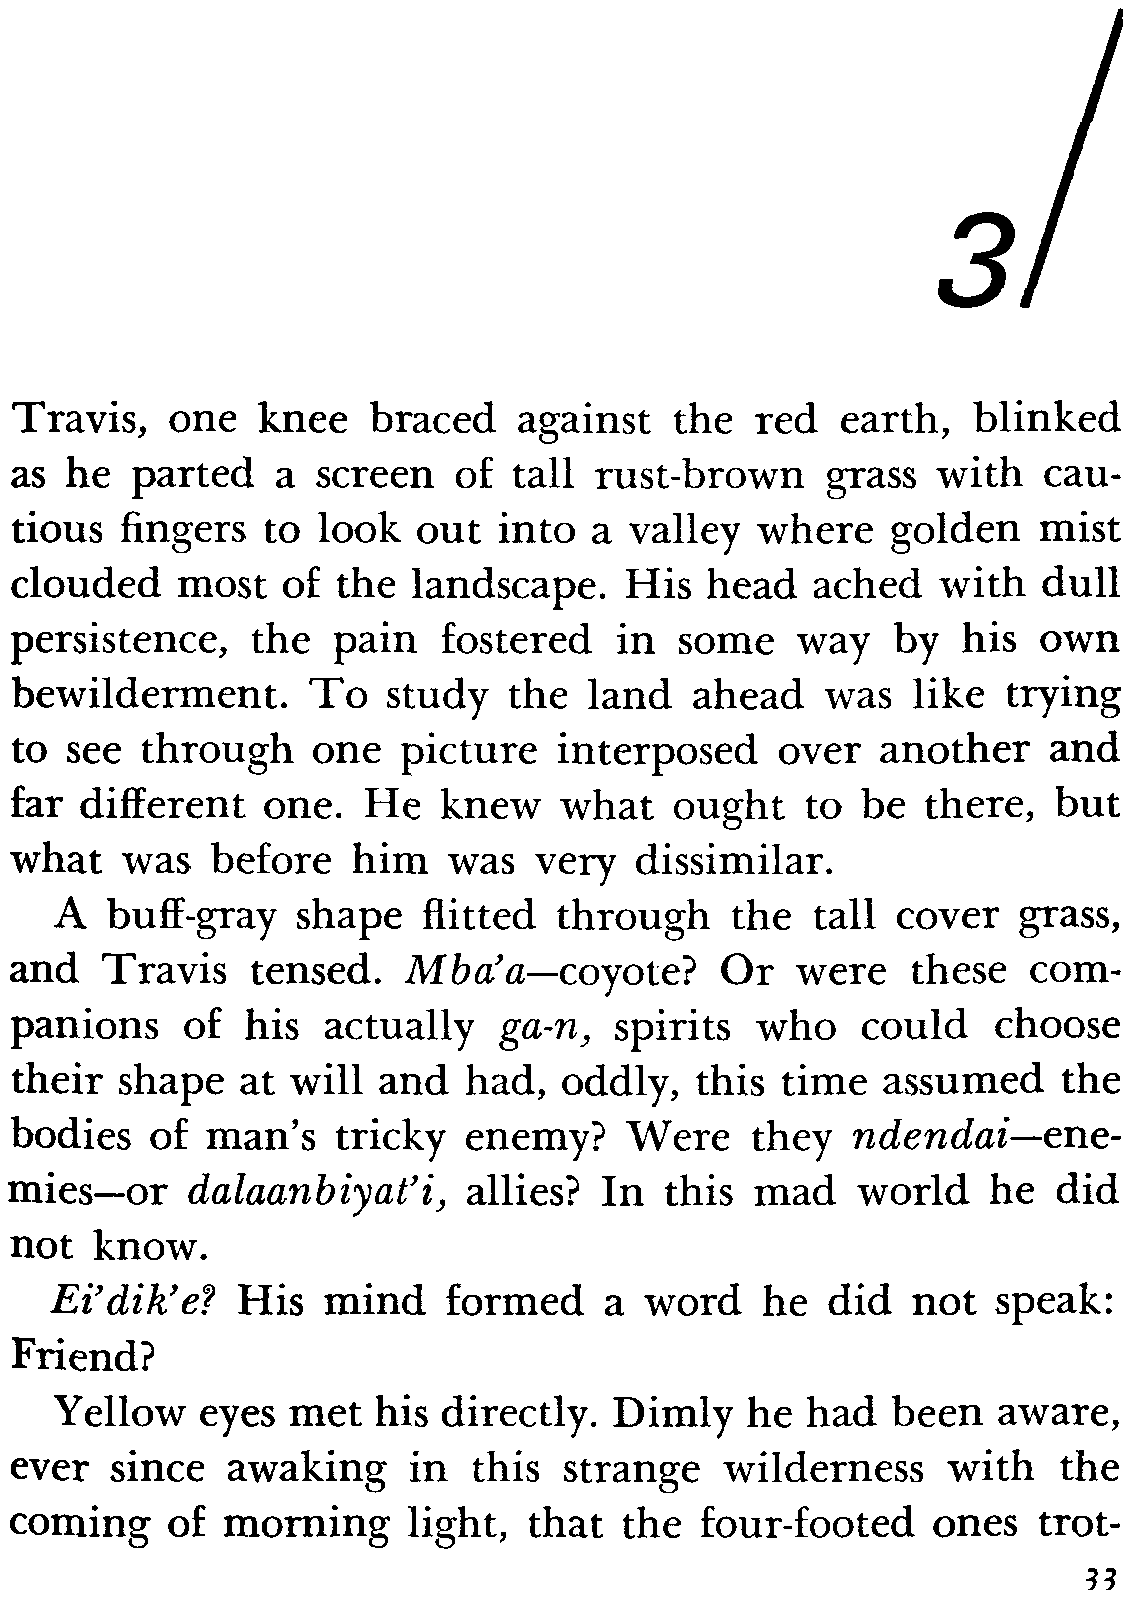 3/
Travis, one knee braced against the red earth, blinked
as he parted a screen of tall rust-brown grass with cau-
tious fingers to look out into a valley where golden mist
clouded most of the landscape. His head ached with dull
persistence, the pain fostered in some way by his own
bewilderment. To study the land ahead was like trying
to see through one picture interposed over another and
far different one. He knew what ought to be there, but
what was before him was very dissimilar.
A buff-gray shape flitted through the tall cover grass,
and Travis tensed. Mba’a—coyote? Or were these com-
panions of his actually ga-n, spirits who could choose
their shape at will and had, oddly, this time assumed the
bodies of man’s tricky enemy? Were they ndendai—ene-
mies—or dalaanbiyat’i, allies? In this mad world he did
not know.
Ei’dik’e? His mind formed a word he did not speak:
Friend?
Yellow eyes met his directly. Dimly he had been aware,
ever since awaking in this strange wilderness with the
coming of morning light, that the four-footed ones trot-
33